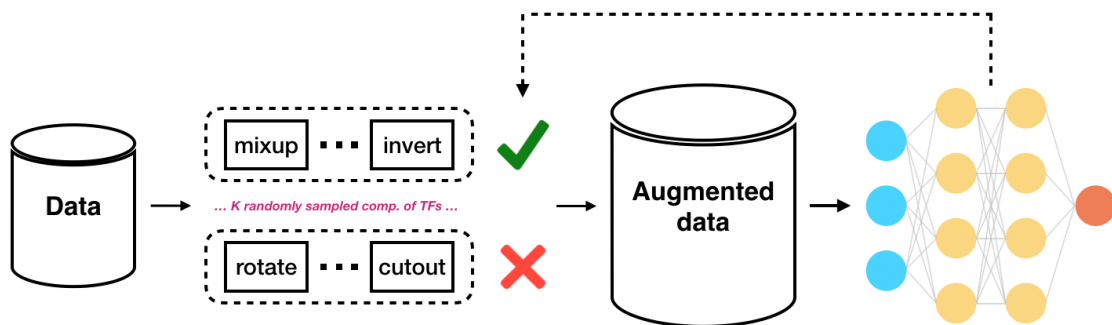 Data
mixup ... invert
... K randomly sampled comp. of TFs ...
rotate ... cutout
Augmented
data